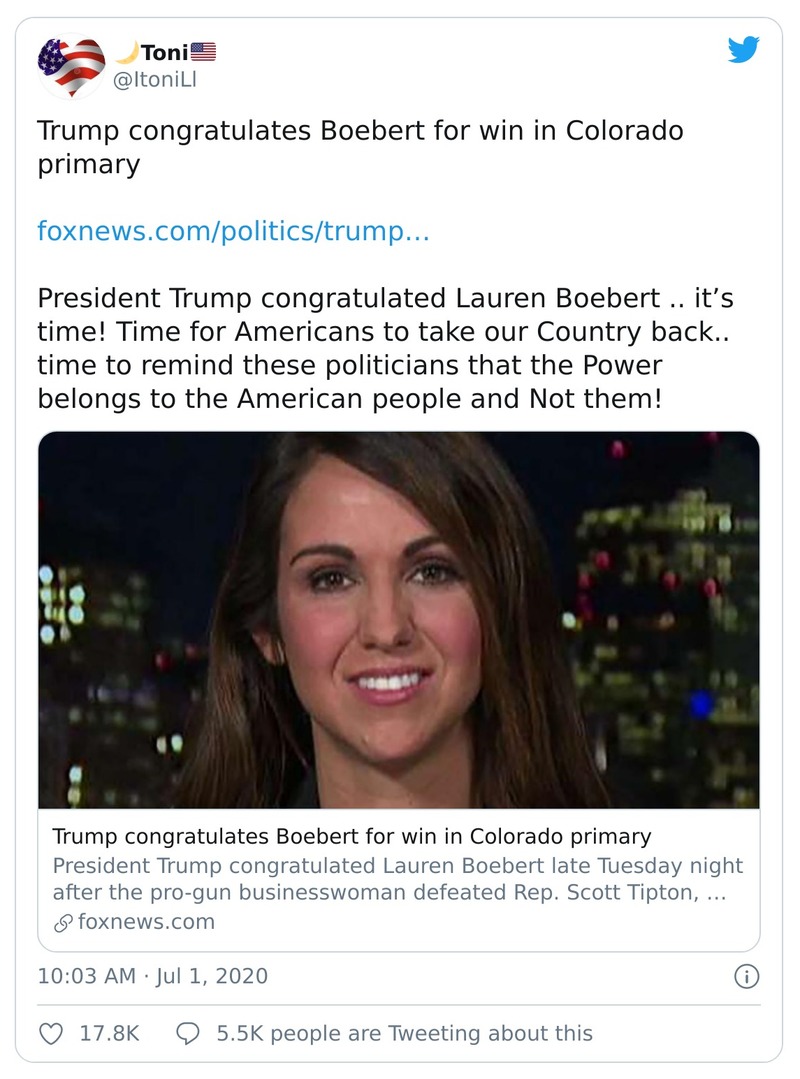 🌙Toni🇺🇸
@ItoniLl
Trump congratulates Boebert for win in Colorado
primary
foxnews.com/politics/trump…
President Trump congratulated Lauren Boebert .. it’s
time! Time for Americans to take our Country back..
time to remind these politicians that the Power
belongs to the American people and Not them!
Trump congratulates Boebert for win in Colorado primary
President Trump congratulated Lauren Boebert late Tuesday night
after the pro-gun businesswoman defeated Rep. Scott Tipton, …
foxnews.com
10:03 AM · Jul 1, 2020
17.8K 5.5K people are Tweeting about this